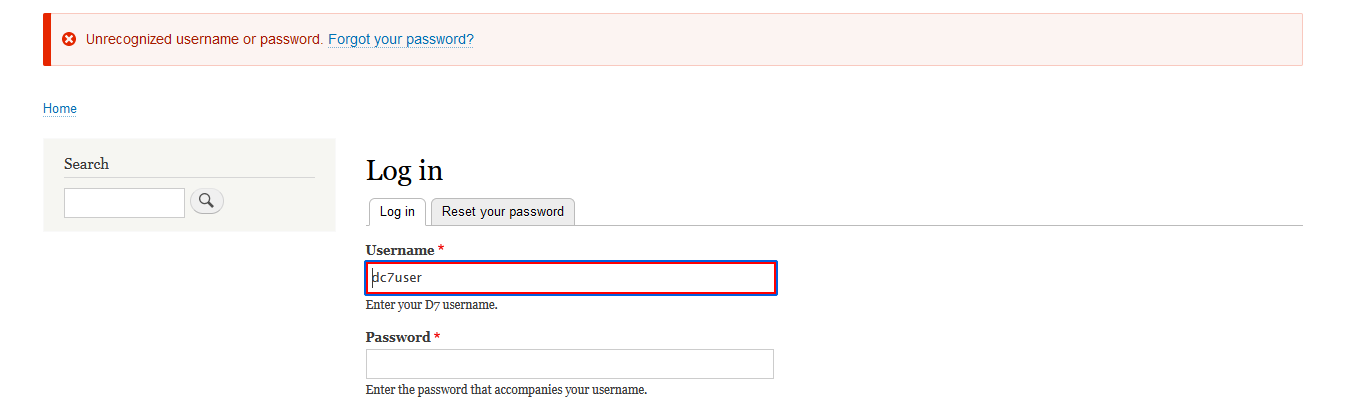 Unrecognized username or password. Forgot your password?
Home
Search
Log in
Log in
Reset your password
Username *
dc7user
Enter your D7 username.
Password *
Enter the password that accompanies your username.